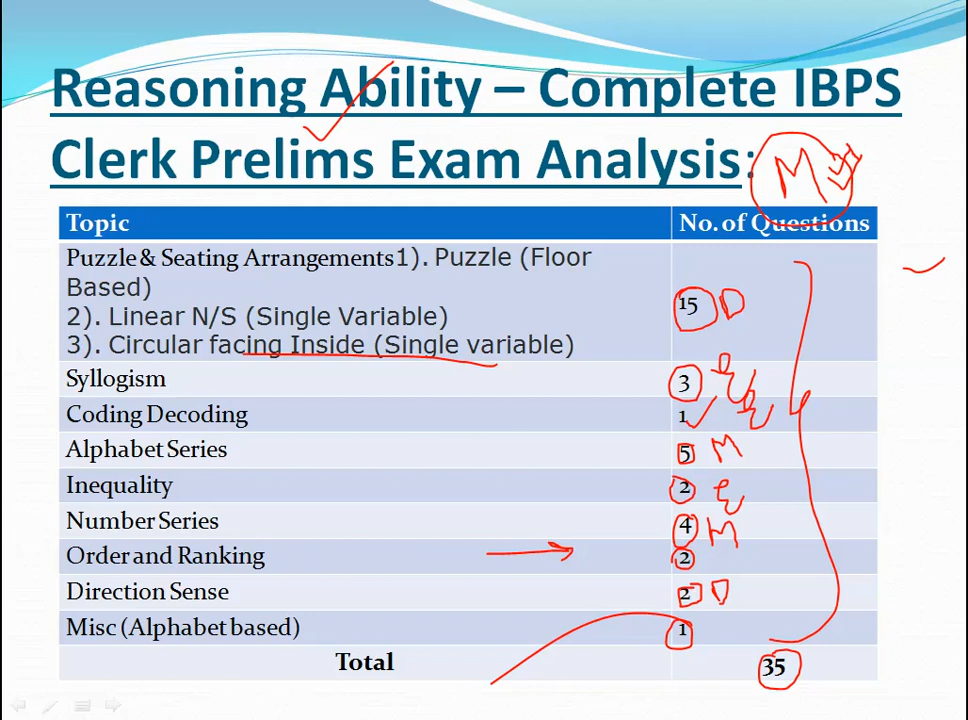 Reasoning Ability – Complete IBPS
Clerk Prelims Exam Analysis:
M
Topic No. of Questions
Puzzle & Seating Arrangements1). Puzzle (Floor
Based)
2). Linear N/S (Single Variable)
3). Circular facing Inside (Single variable)
15 D
Syllogism 3 E
Coding Decoding 1 E
Alphabet Series 5 M
Inequality 2 E
Number Series 4 M
Order and Ranking 2
Direction Sense 2 D
Misc (Alphabet based) 1
Total 35